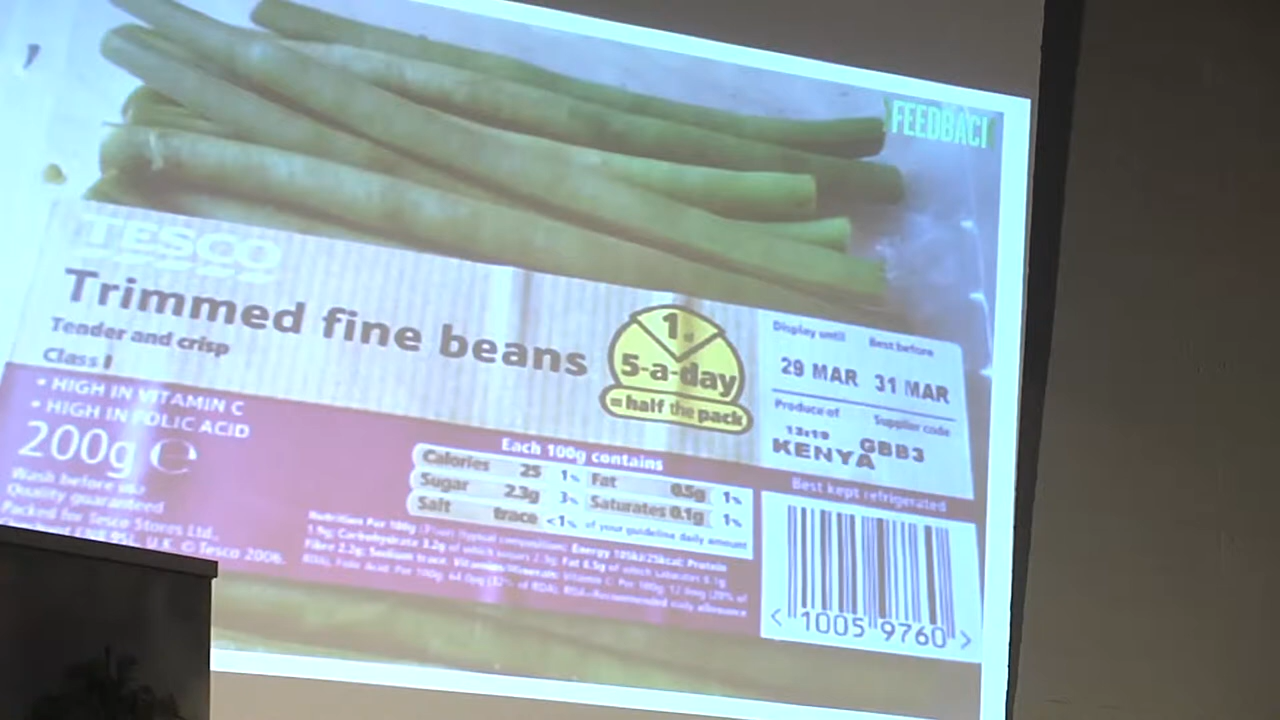 FEEDBACK
TESCO
Trimmed fine beans
Tender and crisp
Class I
1 of
5-a-day
= half the pack
Display until Best before
29 MAR 31 MAR
Produce of Supplier code
13:19
KENYA GBB3
• HIGH IN VITAMIN C
• HIGH IN FOLIC ACID
200g e
Wash before use
Quality guaranteed
Packed for Tesco Stores Ltd.,
U.K. © Tesco 2006.
Each 100g contains
Calories 25 1% Fat 0.5g 1%
Sugar 2.3g 3% Saturates 0.1g 1%
Salt trace <1% of your guideline daily amount
Best kept refrigerated
< 1005 9760 >